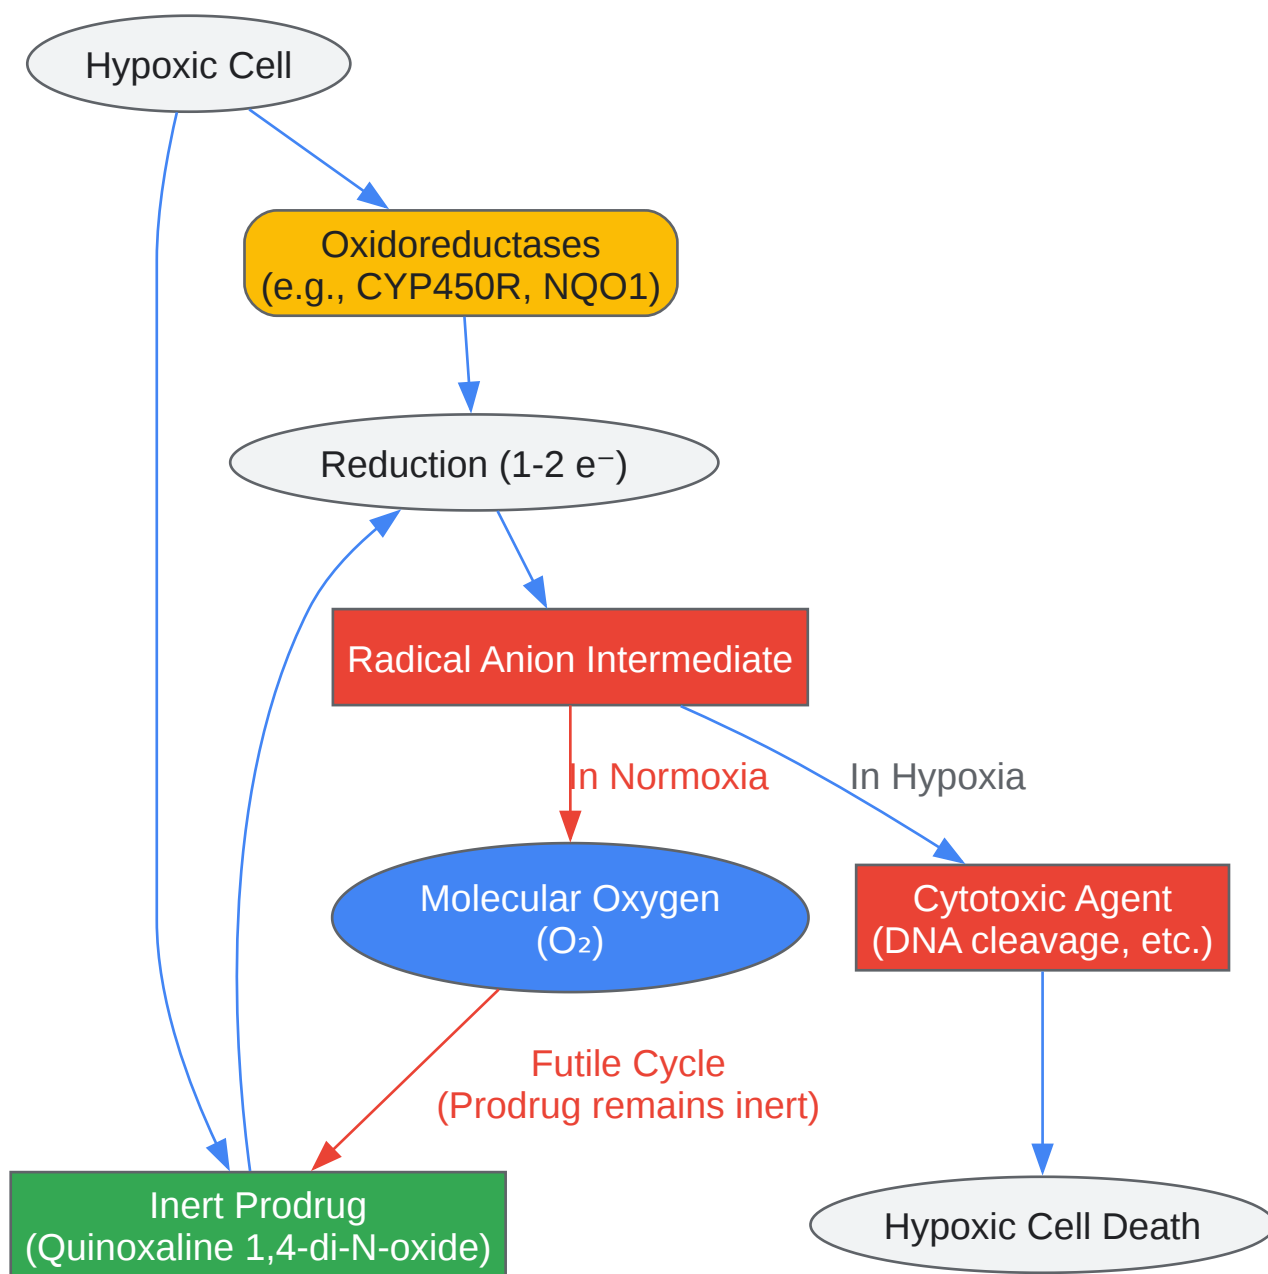 Hypoxic Cell
Oxidoreductases
(e.g., CYP450R, NQO1)
Reduction (1-2 e⁻)
Radical Anion Intermediate
In Normoxia
In Hypoxia
Molecular Oxygen
(O₂)
Cytotoxic Agent
(DNA cleavage, etc.)
Futile Cycle
(Prodrug remains inert)
Inert Prodrug
(Quinoxaline 1,4-di-N-oxide)
Hypoxic Cell Death